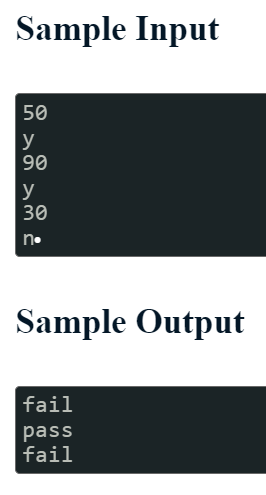 Sample Input
50
y
90
y
30
n•
Sample Output
fail
pass
fail